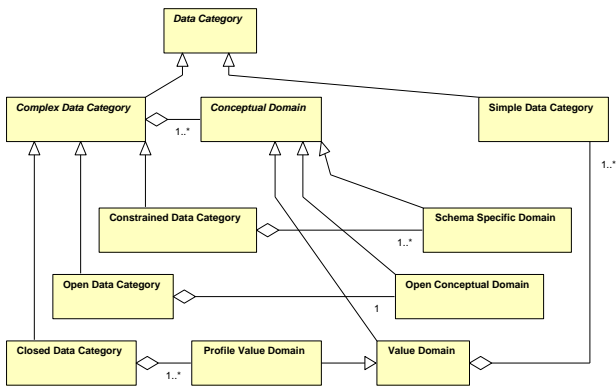 Data Category
Complex Data Category
Conceptual Domain
Simple Data Category
1..*
1..*
Constrained Data Category
Schema Specific Domain
1..*
Open Data Category
Open Conceptual Domain
1
Closed Data Category
Profile Value Domain
Value Domain
1..*